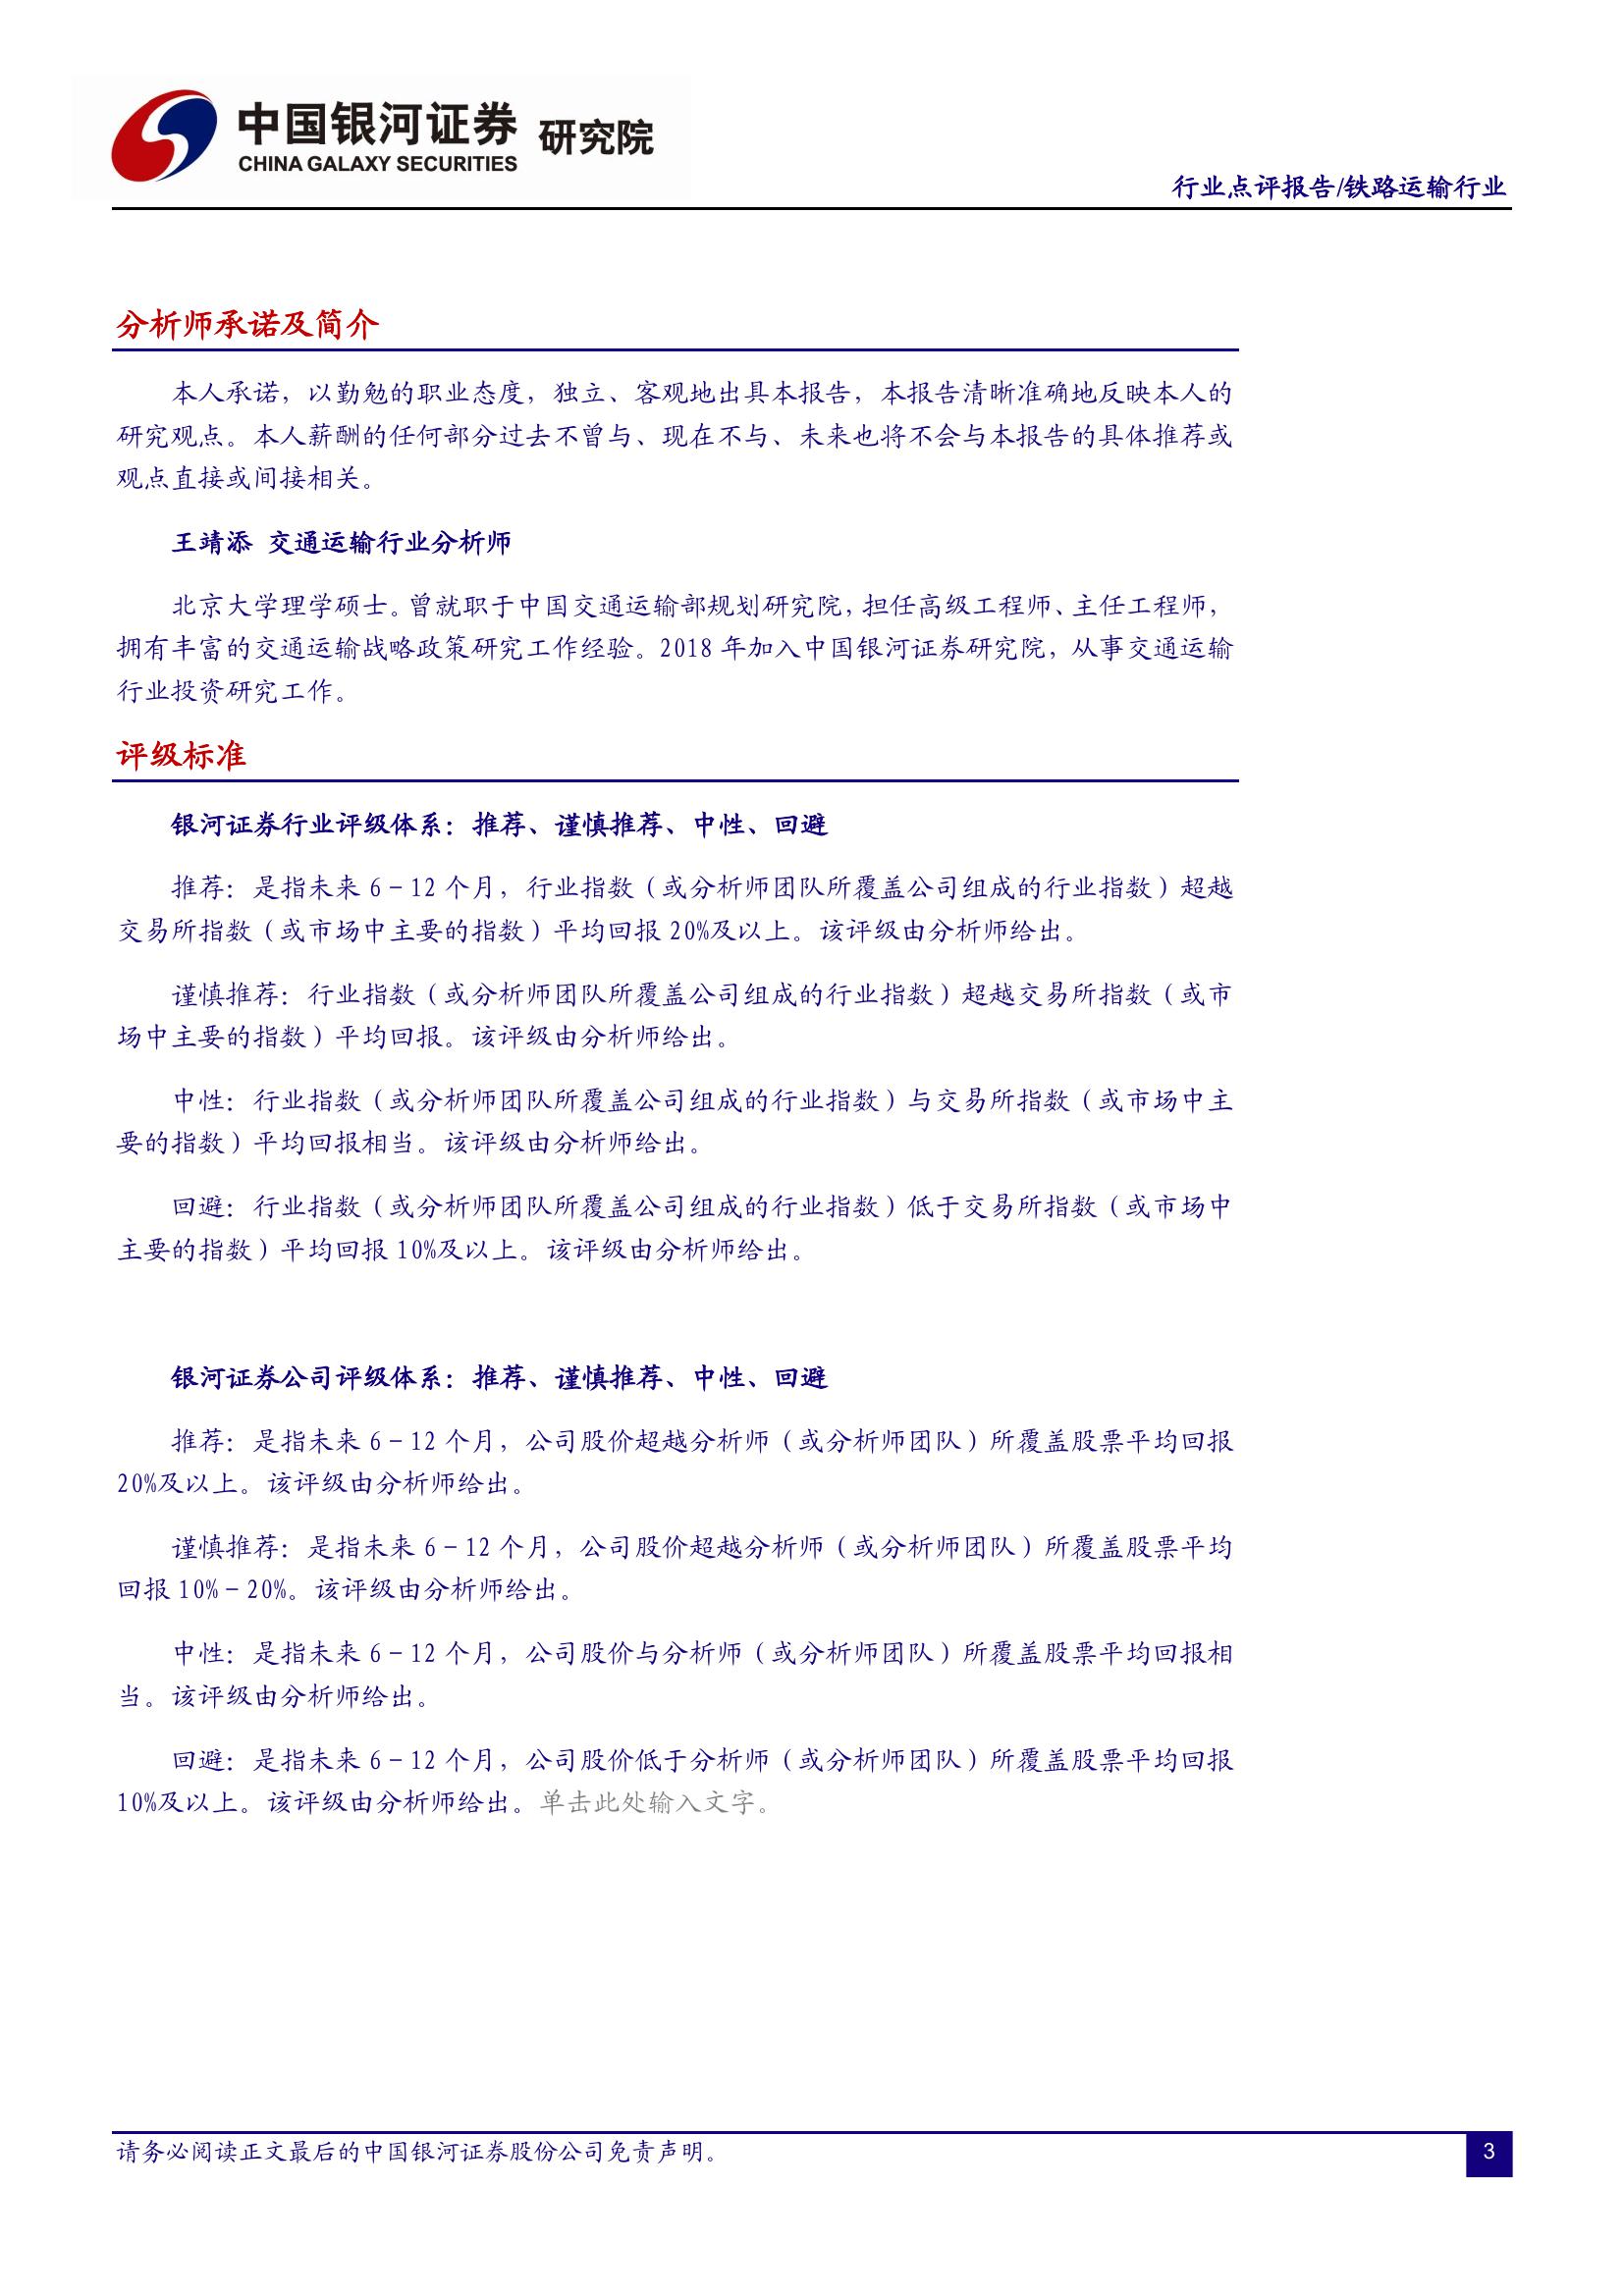 中国银河证券 研究院
CHINA GALAXY SECURITIES
行业点评报告/铁路运输行业
分析师承诺及简介
本人承诺，以勤勉的职业态度，独立、客观地出具本报告，本报告清晰准确地反映本人的
研究观点。本人薪酬的任何部分过去不曾与、现在不与、未来也将不会与本报告的具体推荐或
观点直接或间接相关。
王靖添 交通运输行业分析师
北京大学理学硕士。曾就职于中国交通运输部规划研究院，担任高级工程师、主任工程师，
拥有丰富的交通运输战略政策研究工作经验。2018 年加入中国银河证券研究院，从事交通运输
行业投资研究工作。
评级标准
银河证券行业评级体系：推荐、谨慎推荐、中性、回避
推荐：是指未来 6－12 个月，行业指数（或分析师团队所覆盖公司组成的行业指数）超越
交易所指数（或市场中主要的指数）平均回报 20%及以上。该评级由分析师给出。
谨慎推荐：行业指数（或分析师团队所覆盖公司组成的行业指数）超越交易所指数（或市
场中主要的指数）平均回报。该评级由分析师给出。
中性：行业指数（或分析师团队所覆盖公司组成的行业指数）与交易所指数（或市场中主
要的指数）平均回报相当。该评级由分析师给出。
回避：行业指数（或分析师团队所覆盖公司组成的行业指数）低于交易所指数（或市场中
主要的指数）平均回报 10%及以上。该评级由分析师给出。
银河证券公司评级体系：推荐、谨慎推荐、中性、回避
推荐：是指未来 6－12 个月，公司股价超越分析师（或分析师团队）所覆盖股票平均回报
20%及以上。该评级由分析师给出。
谨慎推荐：是指未来 6－12 个月，公司股价超越分析师（或分析师团队）所覆盖股票平均
回报 10%－20%。该评级由分析师给出。
中性：是指未来 6－12 个月，公司股价与分析师（或分析师团队）所覆盖股票平均回报相
当。该评级由分析师给出。
回避：是指未来 6－12 个月，公司股价低于分析师（或分析师团队）所覆盖股票平均回报
10%及以上。该评级由分析师给出。单击此处输入文字。
请务必阅读正文最后的中国银河证券股份公司免责声明。
3